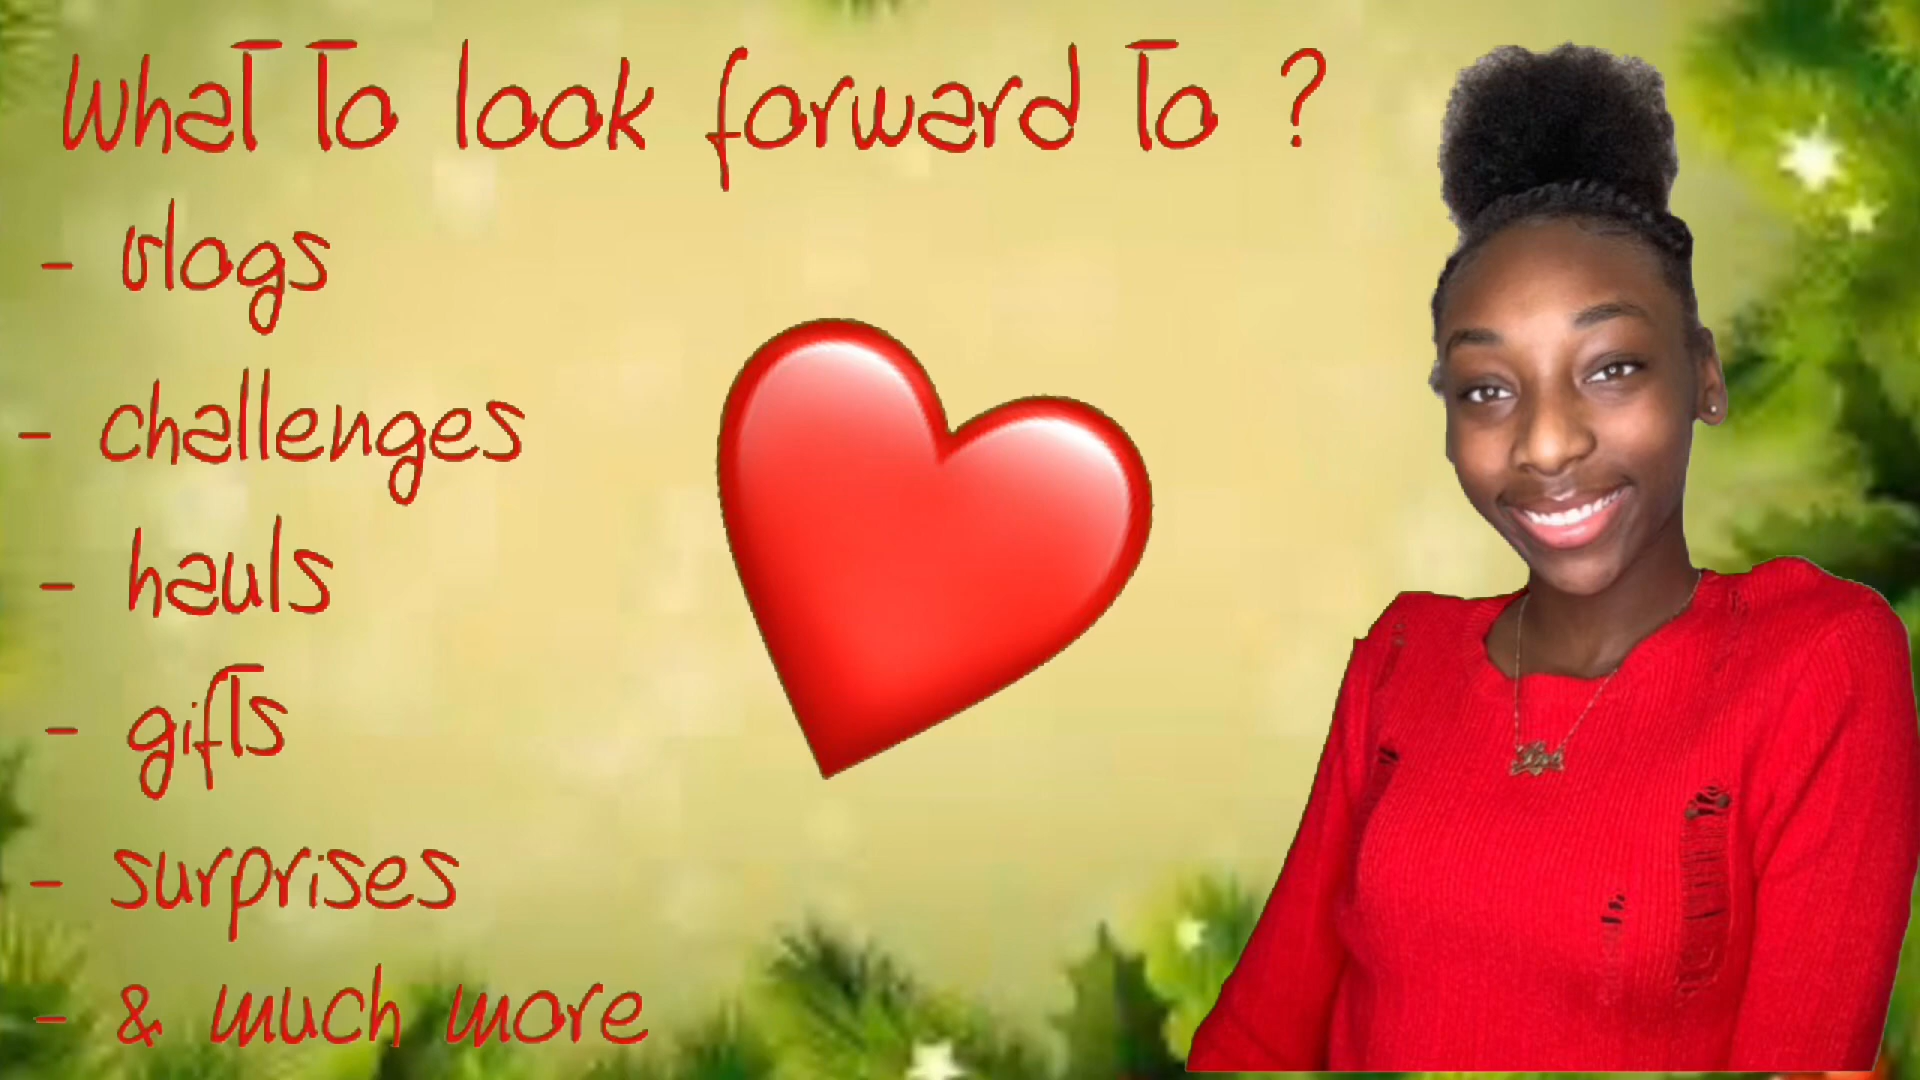 What to look forward to ?
- vlogs
- challenges
- hauls
- gifts
- surprises
- & much more